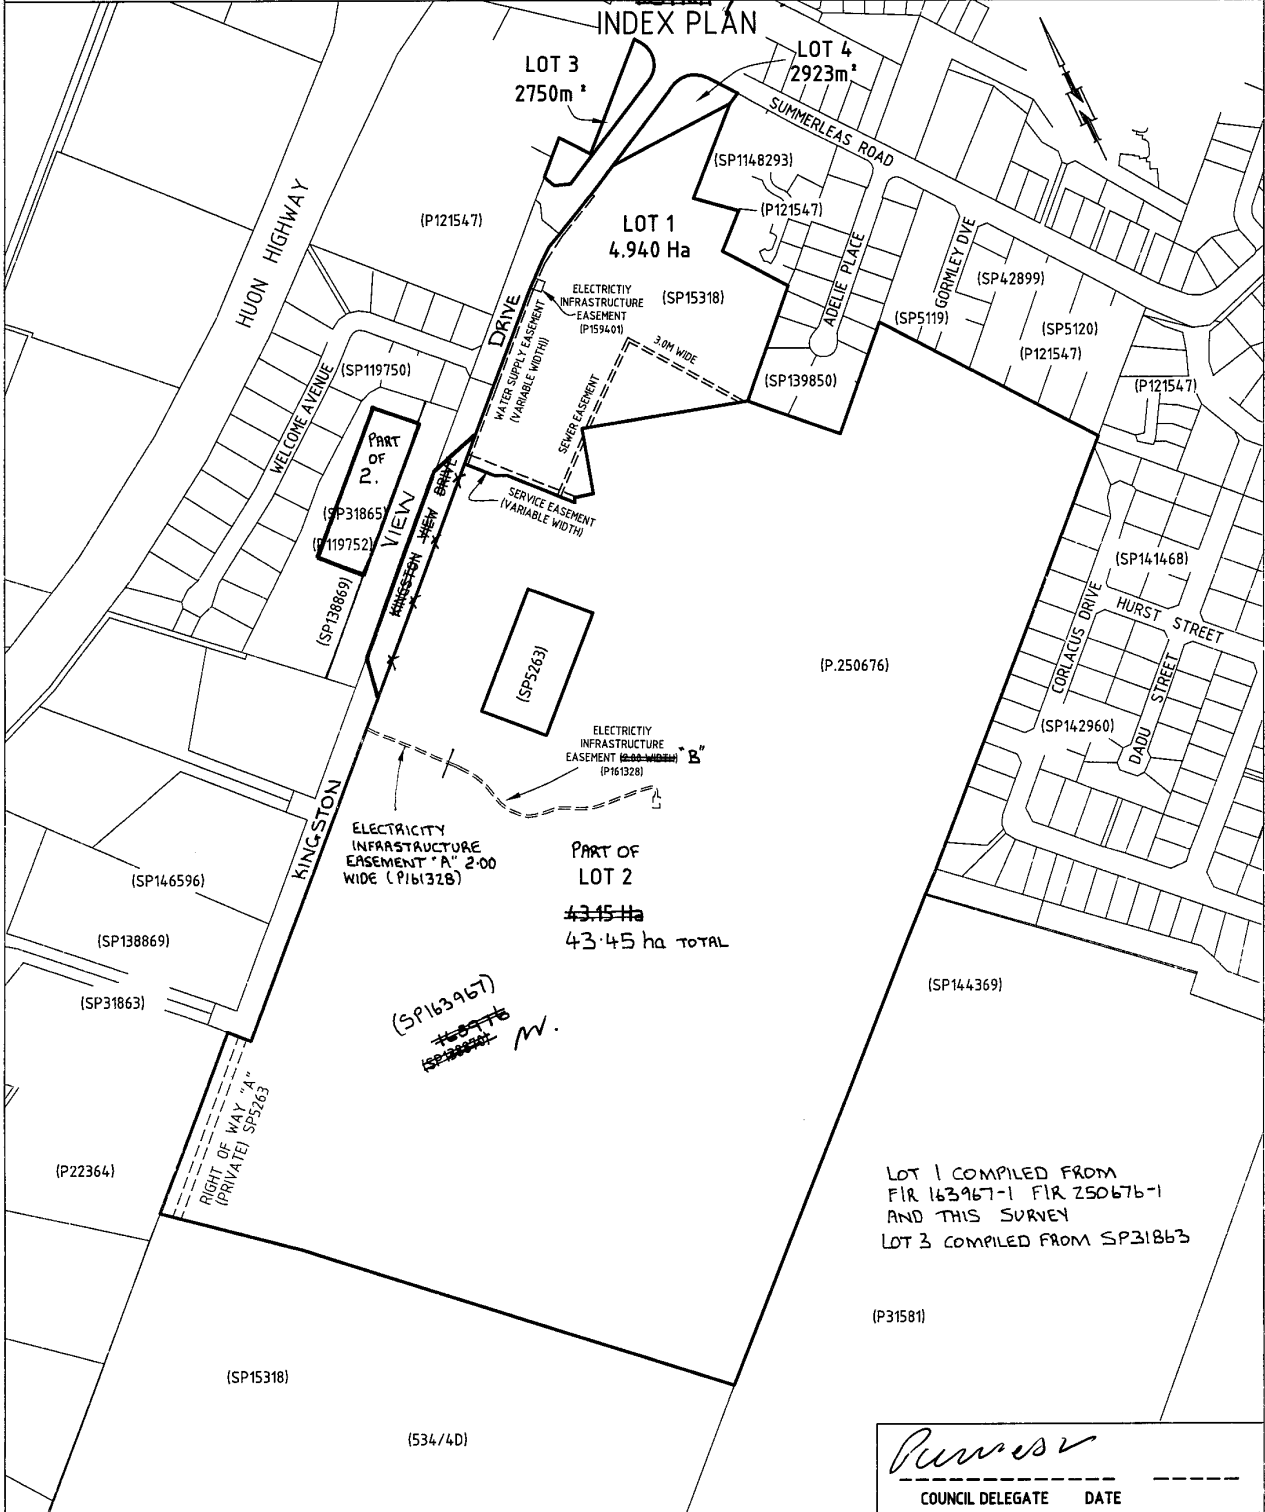 INDEX PLAN
LOT 3
2750m²
LOT 4
2923m²
SUMMERLEAS ROAD
(SP1148293)
(P121547)
(P121547)
HUON HIGHWAY
LOT 1
4.940 Ha
ADELIE PLACE
GORMLEY DVE
(SP42899)
(SP5119)
(SP5120)
(P121547)
(P121547)
ELECTRICTIY
INFRASTRUCTURE
EASEMENT
(P159401)
(SP15318)
DRIVE
WATER SUPPLY EASEMENT
(VARIABLE WIDTH)
3.0M WIDE
SEWER EASEMENT
(SP139850)
(SP119750)
WELCOME AVENUE
PART
OF
2.
(SP31865)
(P119752)
VIEW
KINGSTON VIEW DRIVE
SERVICE EASEMENT
(VARIABLE WIDTH)
(SP138869)
(SP5263)
(P.250676)
(SP141468)
CORLACUS DRIVE
HURST STREET
DADU STREET
(SP142960)
ELECTRICTIY
INFRASTRUCTURE
EASEMENT (2.00 WIDTH) "B"
(P161328)
KINGSTON
ELECTRICITY
INFRASTRUCTURE
EASEMENT "A" 2.00
WIDE (P161328)
PART OF
LOT 2
43.15 Ha
43.45 ha TOTAL
(SP146596)
(SP138869)
(SP31863)
(SP163967)
(SP144369)
RIGHT OF WAY "A"
(PRIVATE) SP5263
(P22364)
LOT 1 COMPILED FROM
FIR 163967-1 FIR 250676-1
AND THIS SURVEY
LOT 3 COMPILED FROM SP31863
(P31581)
(SP15318)
(534/4D)
COUNCIL DELEGATE DATE